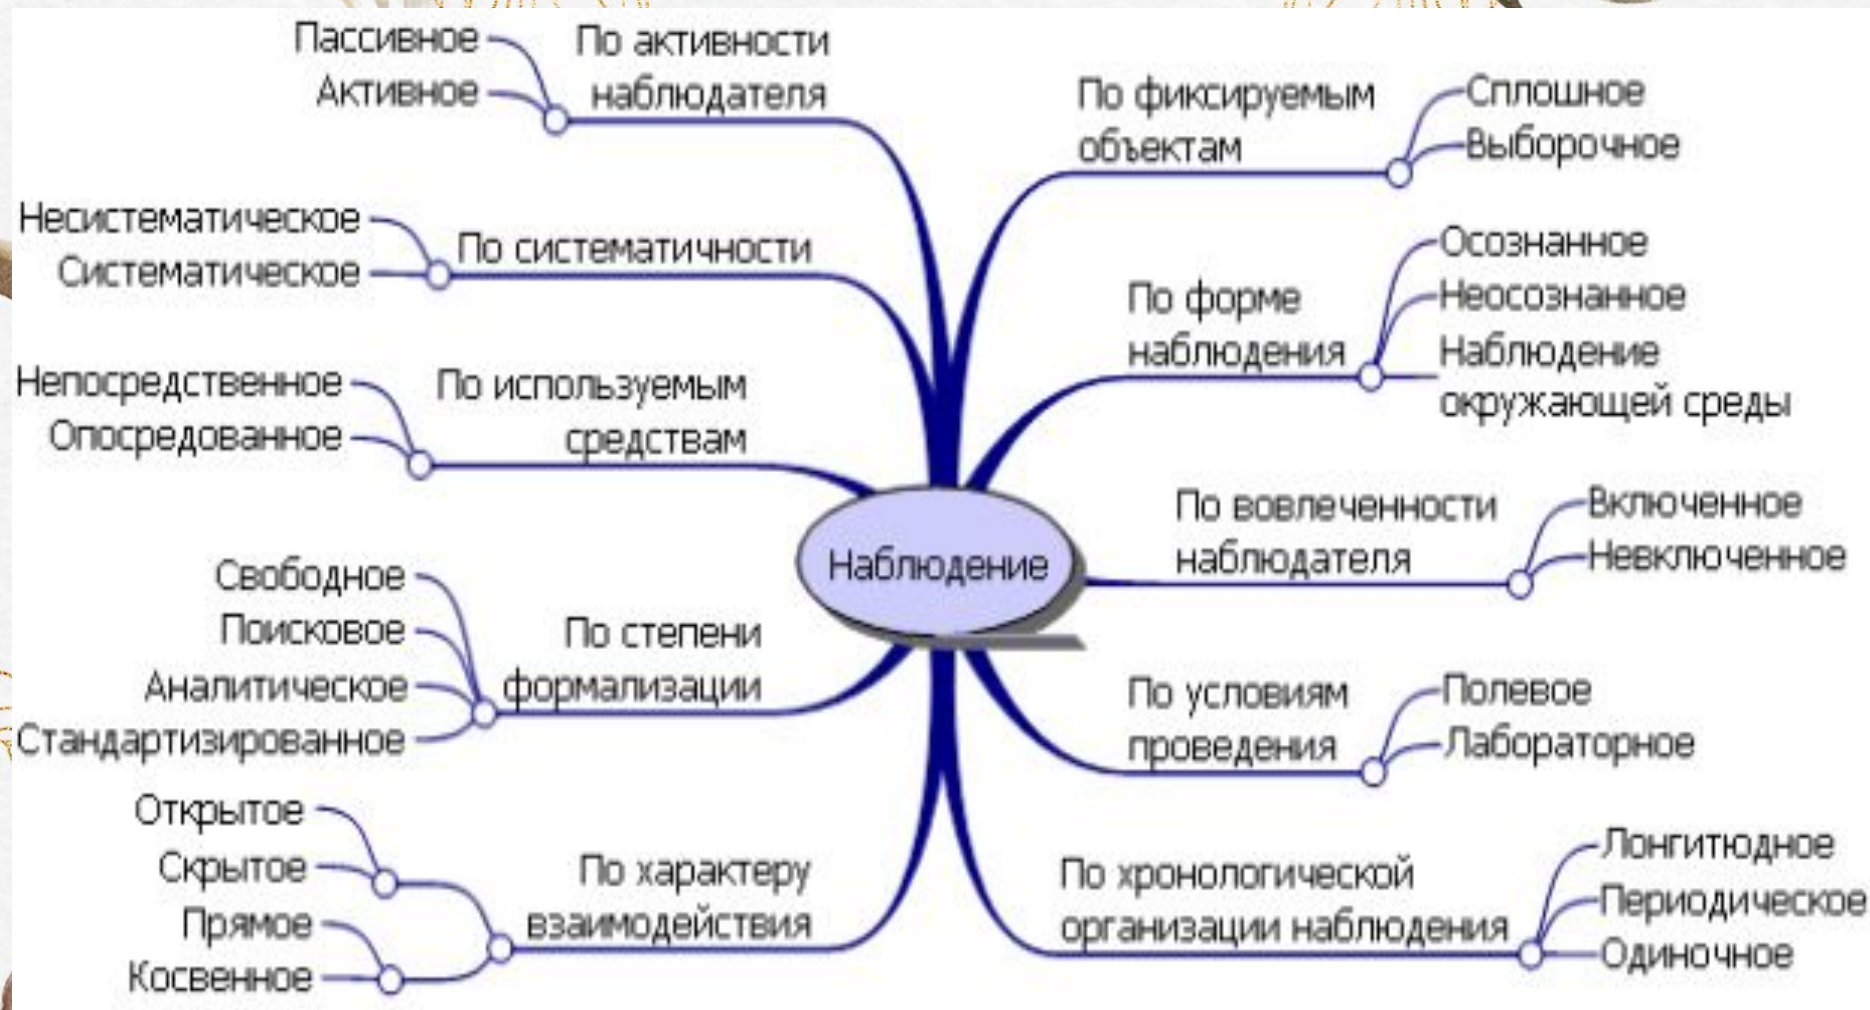 Пассивное
Активное
По активности
наблюдателя
Несистематическое
Систематическое
По систематичности
Непосредственное
Опосредованное
По используемым
средствам
Свободное
Поисковое
Аналитическое
Стандартизированное
По степени
формализации
Открытое
Скрытое
Прямое
Косвенное
По характеру
взаимодействия
Наблюдение
По фиксируемым
объектам
Сплошное
Выборочное
По форме
наблюдения
Осознанное
Неосознанное
Наблюдение
окружающей среды
По вовлеченности
наблюдателя
Включенное
Невключенное
По условиям
проведения
Полевое
Лабораторное
По хронологической
организации наблюдения
Лонгитюдное
Периодическое
Одиночное